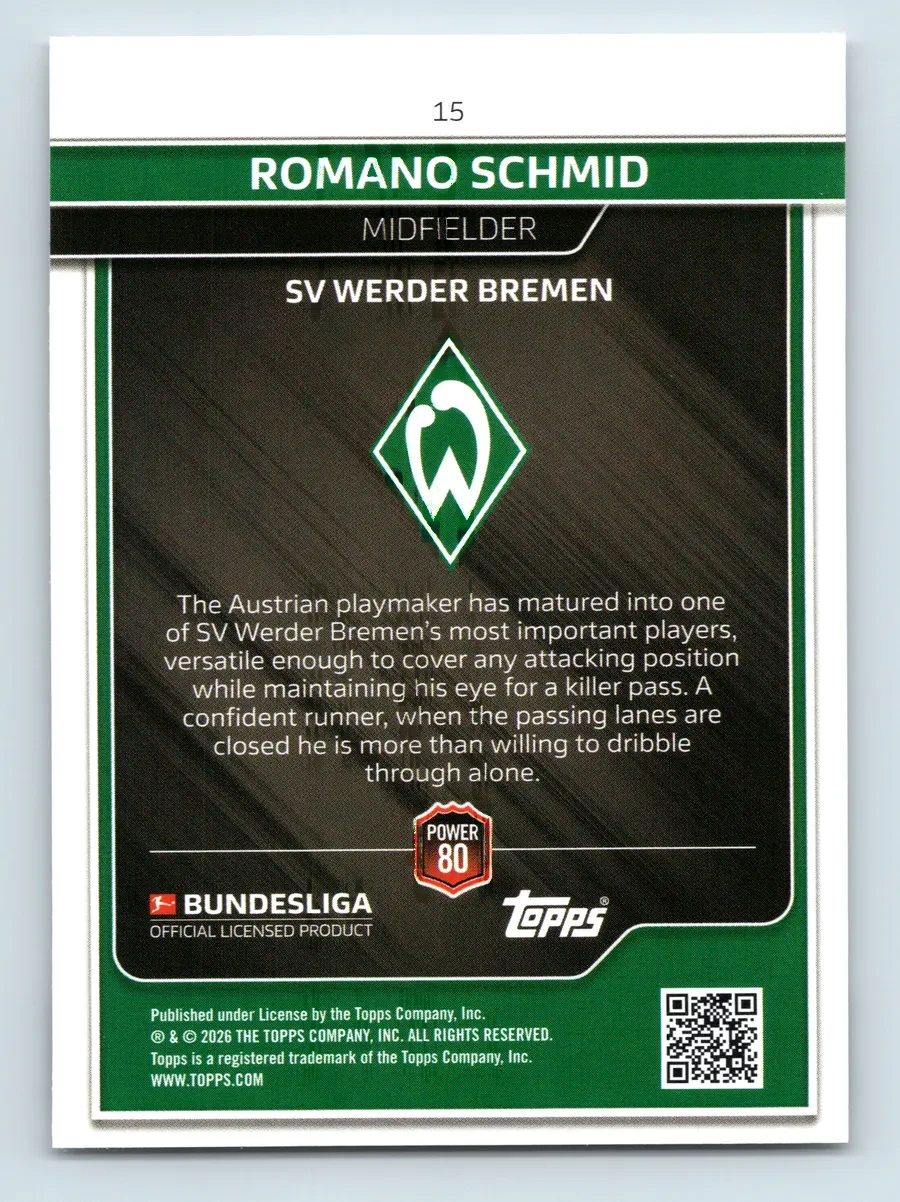 15
ROMANO SCHMID
MIDFIELDER
SV WERDER BREMEN
W
The Austrian playmaker has matured into one
of SV Werder Bremen's most important players,
versatile enough to cover any attacking position
while maintaining his eye for a killer pass. A
confident runner, when the passing lanes are
closed he is more than willing to dribble
through alone.
POWER
80
BUNDESLIGA
OFFICIAL LICENSED PRODUCT
topps®
Published under License by the Topps Company, Inc.
® & © 2026 THE TOPPS COMPANY, INC. ALL RIGHTS RESERVED.
Topps is a registered trademark of the Topps Company, Inc.
WWW.TOPPS.COM